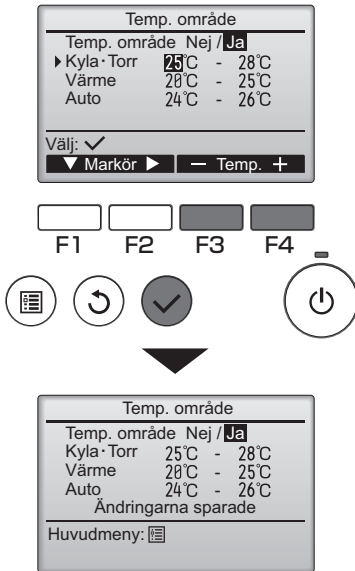 Temp. område
Temp. område Nej / Ja
Kyla·Torr 25°C - 28°C
Värme 20°C - 25°C
Auto 24°C - 26°C
Välj: ✓
▼ Markör ▶ − Temp. +
F1 F2 F3 F4
Temp. område
Temp. område Nej / Ja
Kyla·Torr 25°C - 28°C
Värme 20°C - 25°C
Auto 24°C - 26°C
Ändringarna sparade
Huvudmeny: